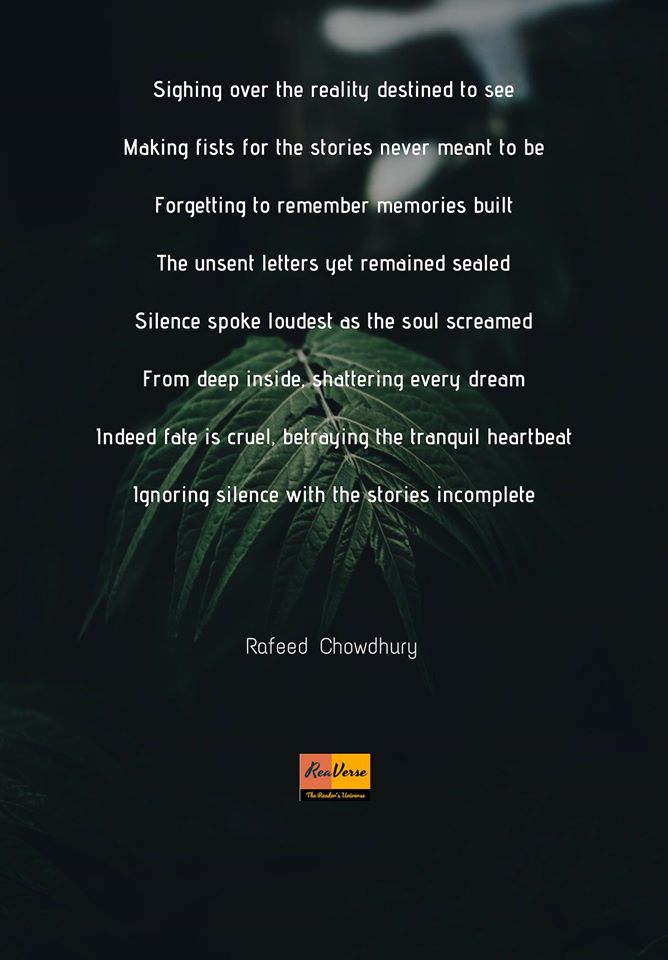 Sighing over the reality destined to see
Making fists for the stories never meant to be
Forgetting to remember memories built
The unsent letters yet remained sealed
Silence spoke loudest as the soul screamed
From deep inside, shattering every dream
Indeed fate is cruel, betraying the tranquil heartbeat
Ignoring silence with the stories incomplete
Rafeed Chowdhury
ReaVerse
The Reader's Universe